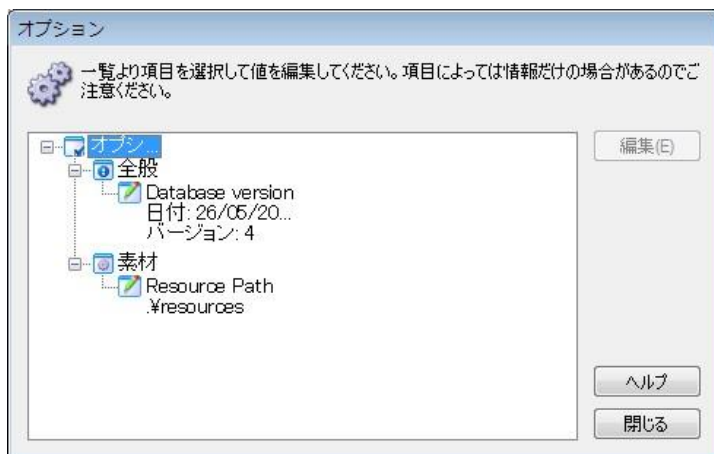 オプション
一覧より項目を選択して値を編集してください。項目によっては情報だけの場合があるのでご
注意ください。
オプシ...
編集(E)
全般
Database version
日付: 26/05/20...
バージョン: 4
素材
Resource Path
.¥resources
ヘルプ
閉じる